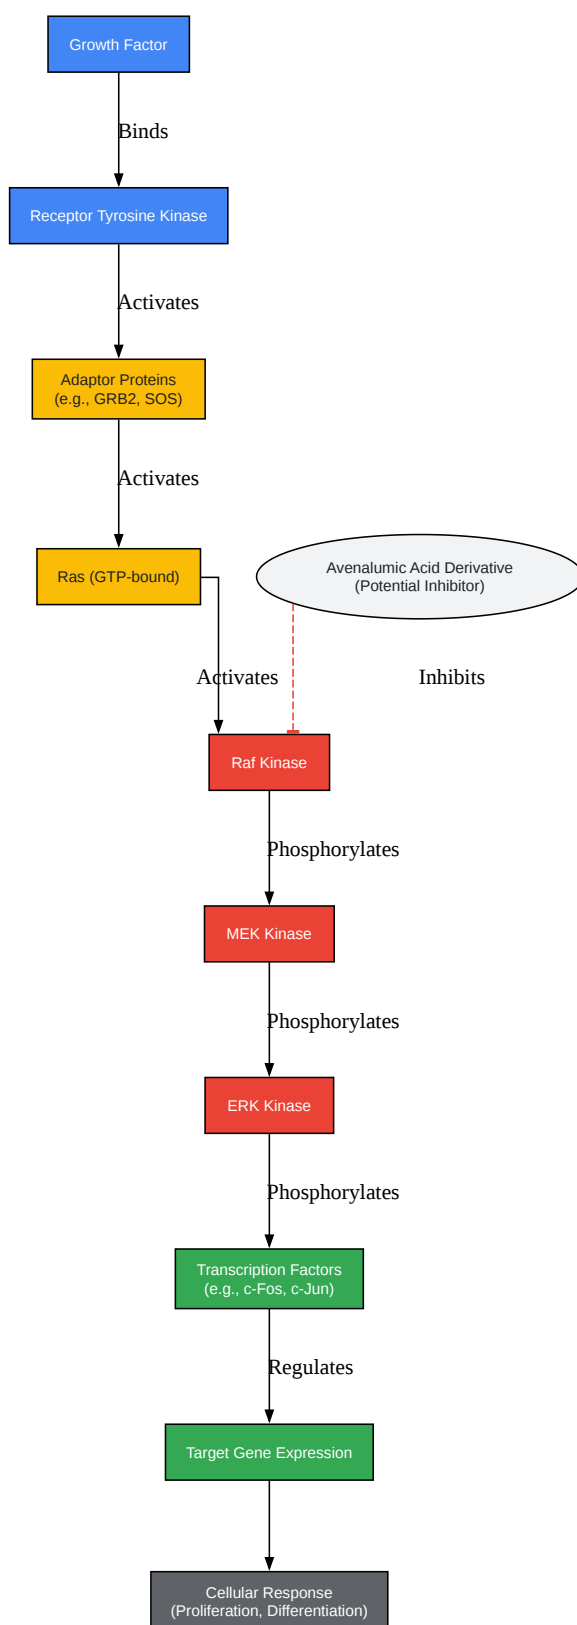 Growth Factor
Binds
Receptor Tyrosine Kinase
Activates
Adaptor Proteins
(e.g., GRB2, SOS)
Activates
Ras (GTP-bound)
Avenalumic Acid Derivative
(Potential Inhibitor)
Activates
Inhibits
Raf Kinase
Phosphorylates
MEK Kinase
Phosphorylates
ERK Kinase
Phosphorylates
Transcription Factors
(e.g., c-Fos, c-Jun)
Regulates
Target Gene Expression
Cellular Response
(Proliferation, Differentiation)